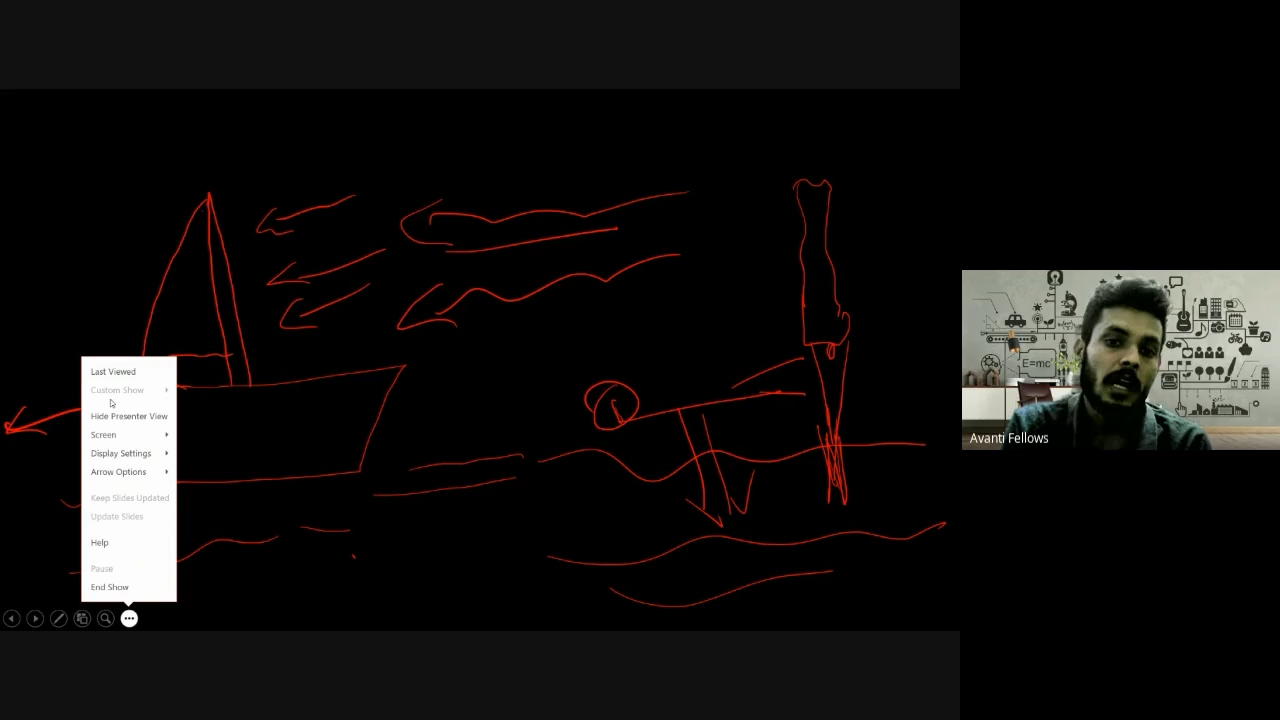 Last Viewed
Custom Show
Hide Presenter View
Screen
Display Settings
Arrow Options
Keep Slides Updated
Update Slides
Help
Pause
End Show
E=mc²
Avanti Fellows